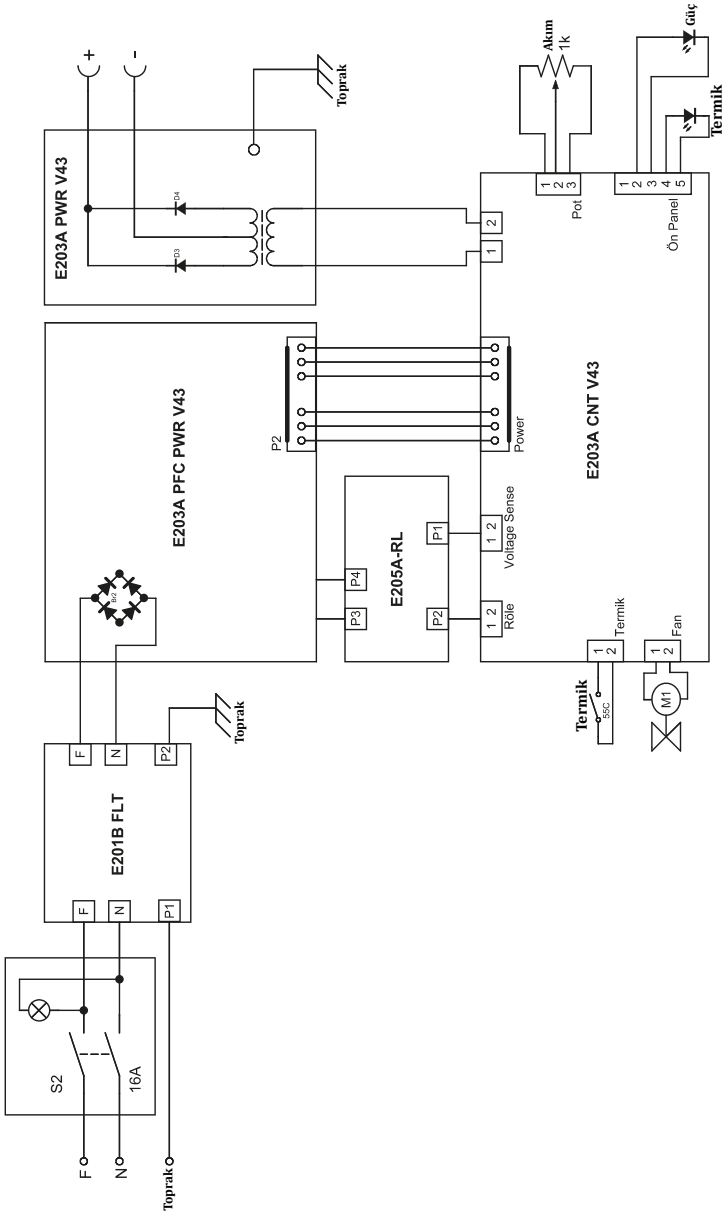 F
N
Toprak
S2
16A
F
N
P1
E201B FLT
F
N
P2
Toprak
Br2
E203A PFC PWR V43
P2
E203A PWR V43
D3
D4
+
-
Toprak
P3
P4
E205A-RL
P2
P1
1 2
Röle
1 2
Voltage Sense
Power
1
2
E203A CNT V43
Termik
55C
1
2
Termik
M1
1
2
Fan
Akım
1k
1
2
3
Pot
1
2
3
4
5
Ön Panel
Güç
Termik